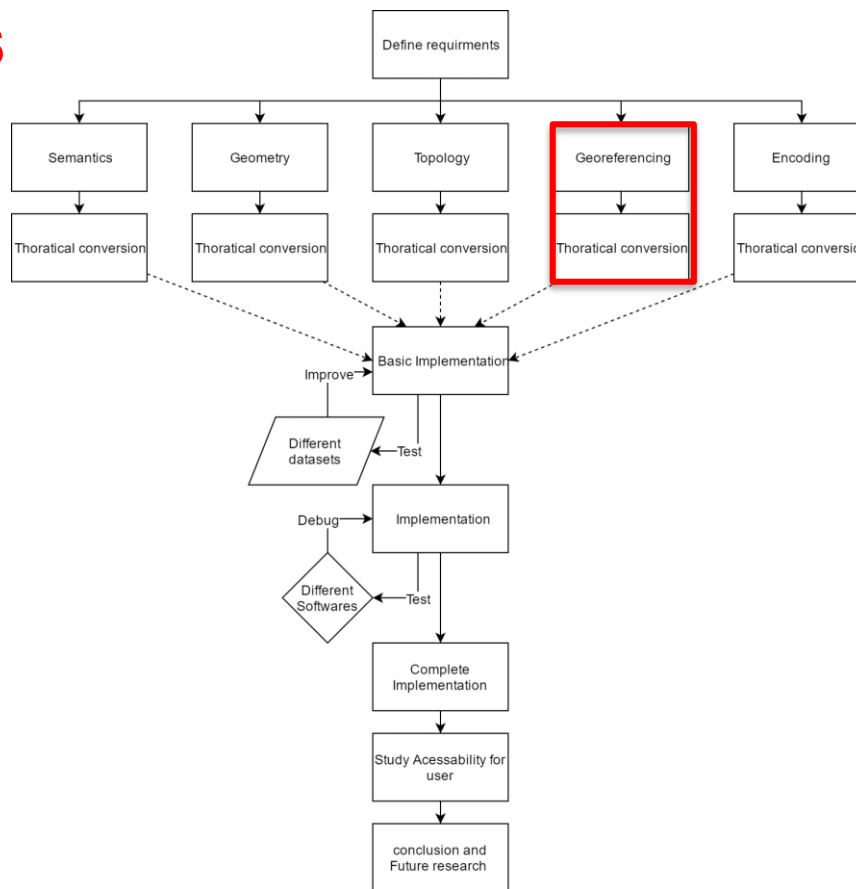 s
Define requirments
Semantics
Geometry
Topology
Georeferencing
Encoding
Thoratical conversion
Thoratical conversion
Thoratical conversion
Thoratical conversion
Thoratical conversio
Basic Implementation
Improve
Different
datasets
Test
Debug
Implementation
Different
Softwares
Test
Complete
Implementation
Study Acessability for
user
conclusion and
Future research